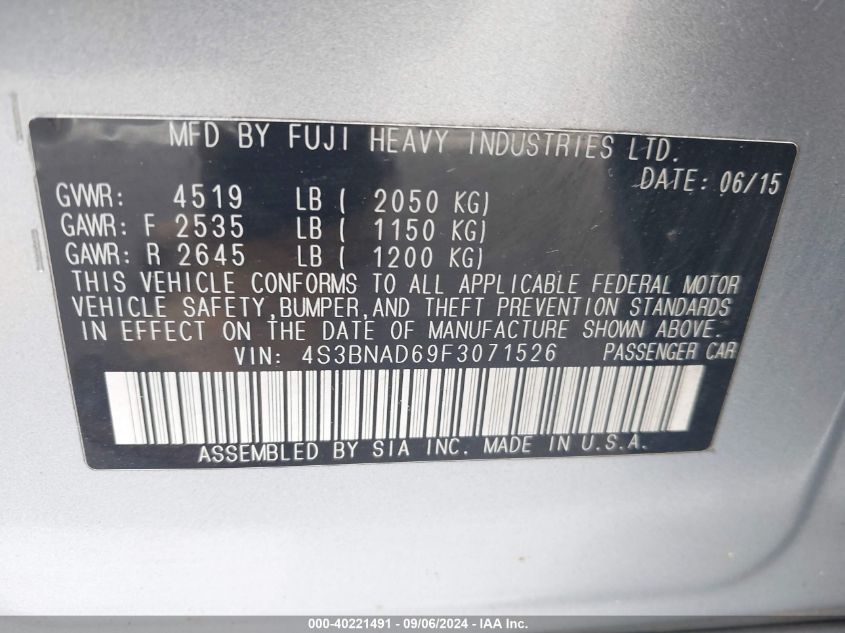 MFD BY FUJI HEAVY INDUSTRIES LTD.
DATE: 06/15
GVWR: 4519 LB ( 2050 KG)
GAWR: F 2535 LB ( 1150 KG)
GAWR: R 2645 LB ( 1200 KG)
THIS VEHICLE CONFORMS TO ALL APPLICABLE FEDERAL MOTOR
VEHICLE SAFETY,BUMPER,AND THEFT PREVENTION STANDARDS
IN EFFECT ON THE DATE OF MANUFACTURE SHOWN ABOVE.
VIN: 4S3BNAD69F3071526 PASSENGER CAR
ASSEMBLED BY SIA INC. MADE IN U.S.A.
000-40221491 - 09/06/2024 - IAA Inc.